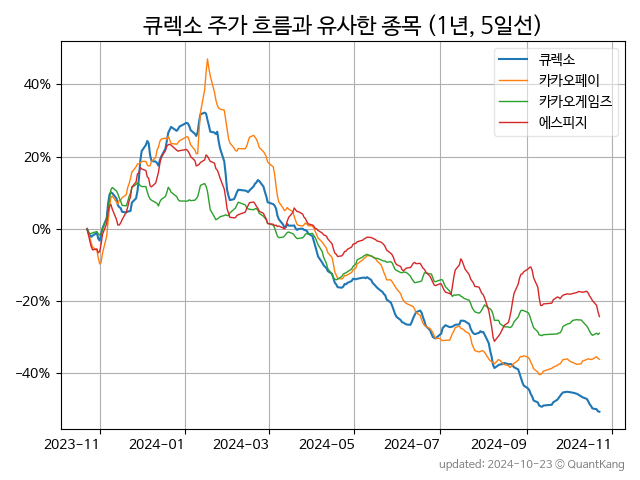 큐렉소 주가 흐름과 유사한 종목 (1년, 5일선)
큐렉소
카카오페이
카카오게임즈
에스피지
40%
20%
0%
−20%
−40%
2023-11
2024-01
2024-03
2024-05
2024-07
2024-09
2024-11
updated: 2024-10-23 © QuantKang